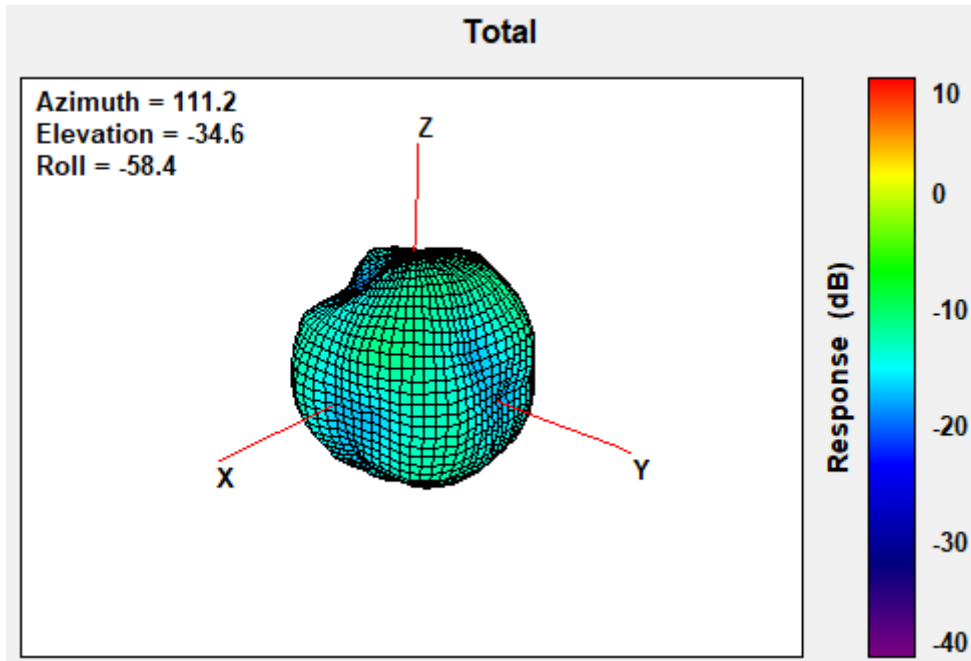 Total
Azimuth = 111.2
Elevation = -34.6
Roll = -58.4
Z
X
Y
10
0
-10
-20
-30
-40
Response (dB)